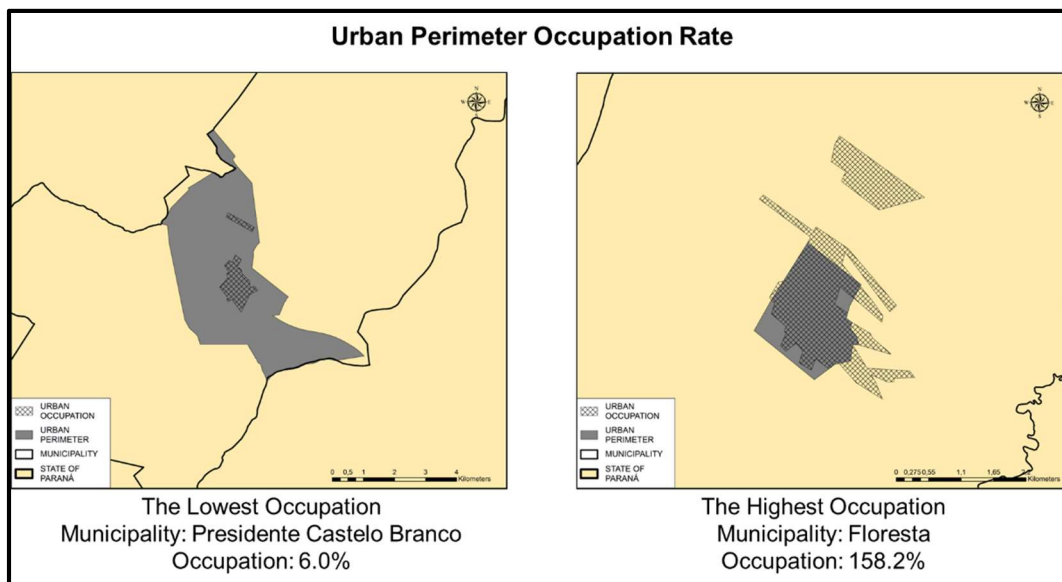 Urban Perimeter Occupation Rate
N
W E
S
URBAN
OCCUPATION
URBAN
PERIMETER
MUNICIPALITY
STATE OF
PARANÁ
0 0,5 1 2 3 4
Kilometers
The Lowest Occupation
Municipality: Presidente Castelo Branco
Occupation: 6.0%
N
W E
S
URBAN
OCCUPATION
URBAN
PERIMETER
MUNICIPALITY
STATE OF
PARANÁ
0 0,275 0,55 1,1 1,65
Kilometers
The Highest Occupation
Municipality: Floresta
Occupation: 158.2%